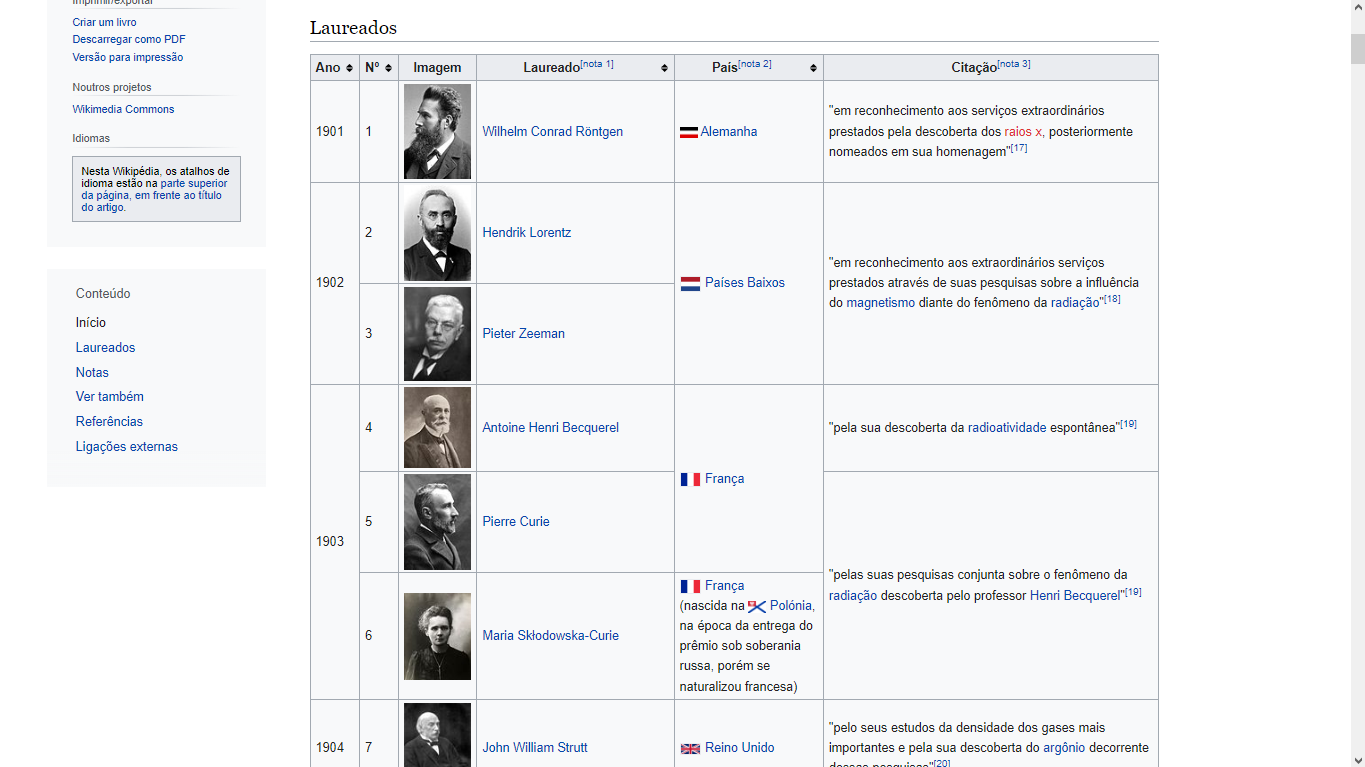 Imprimir/exportar
Criar um livro
Descarregar como PDF
Versão para impressão
Noutros projetos
Wikimedia Commons
Idiomas
Nesta Wikipédia, os atalhos de
idioma estão na parte superior
da página, em frente ao título
do artigo.
Conteúdo
Início
Laureados
Notas
Ver também
Referências
Ligações externas
Laureados
Ano Nº Imagem Laureado[nota 1] País[nota 2] Citação[nota 3]
1901 1 Wilhelm Conrad Röntgen Alemanha
"em reconhecimento aos serviços extraordinários
prestados pela descoberta dos raios x, posteriormente
nomeados em sua homenagem"[17]
1902
2 Hendrik Lorentz
3 Pieter Zeeman
Países Baixos
"em reconhecimento aos extraordinários serviços
prestados através de suas pesquisas sobre a influência
do magnetismo diante do fenômeno da radiação"[18]
1903
4 Antoine Henri Becquerel
França
"pela sua descoberta da radioatividade espontânea"[19]
5 Pierre Curie
6 Maria Skłodowska-Curie
França
(nascida na Polónia,
na época da entrega do
prêmio sob soberania
russa, porém se
naturalizou francesa)
"pelas suas pesquisas conjunta sobre o fenômeno da
radiação descoberta pelo professor Henri Becquerel"[19]
1904 7 John William Strutt Reino Unido
"pelo seus estudos da densidade dos gases mais
importantes e pela sua descoberta do argônio decorrente
dessas pesquisas"[20]